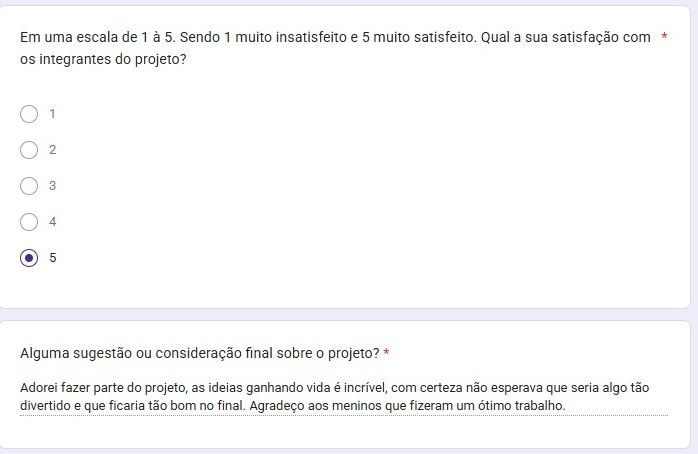 Em uma escala de 1 à 5. Sendo 1 muito insatisfeito e 5 muito satisfeito. Qual a sua satisfação com *
os integrantes do projeto?
1
2
3
4
5
Alguma sugestão ou consideração final sobre o projeto? *
Adorei fazer parte do projeto, as ideias ganhando vida é incrível, com certeza não esperava que seria algo tão
divertido e que ficaria tão bom no final. Agradeço aos meninos que fizeram um ótimo trabalho.